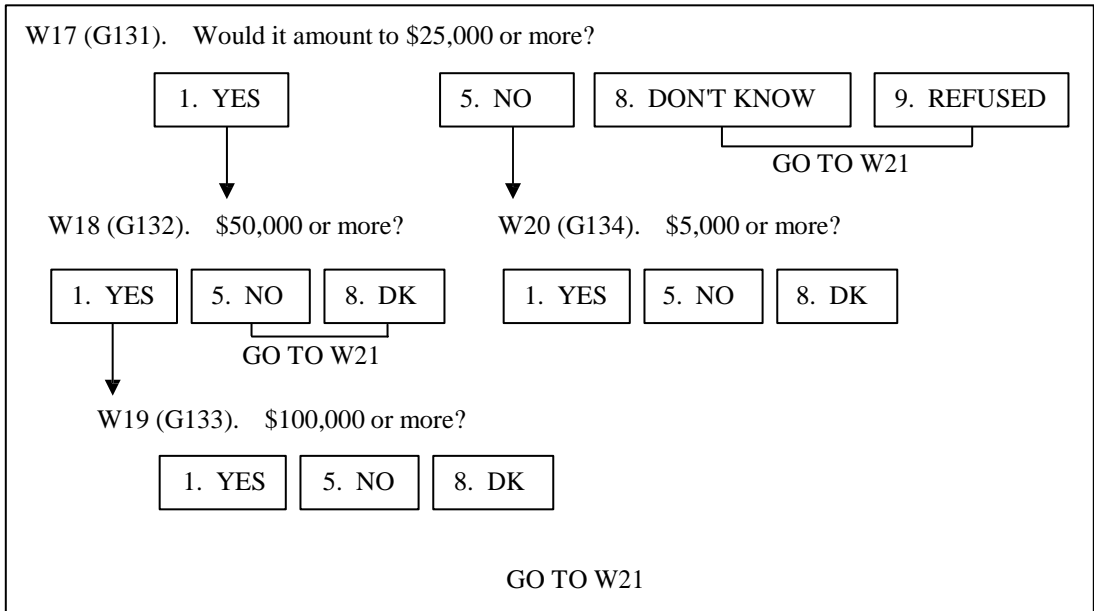 W17 (G131). Would it amount to $25,000 or more?
1. YES 5. NO 8. DON'T KNOW 9. REFUSED
GO TO W21
W18 (G132). $50,000 or more? W20 (G134). $5,000 or more?
1. YES 5. NO 8. DK 1. YES 5. NO 8. DK
GO TO W21
W19 (G133). $100,000 or more?
1. YES 5. NO 8. DK
GO TO W21